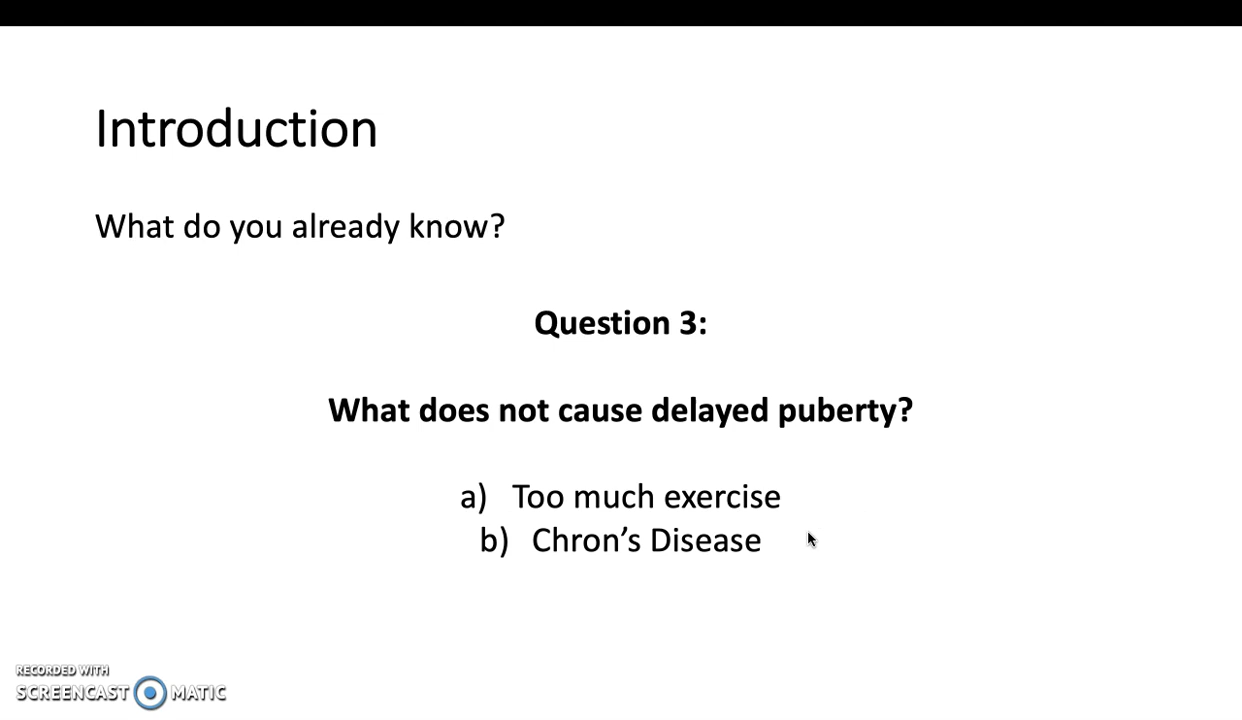 Introduction
What do you already know?
Question 3:
What does not cause delayed puberty?
a) Too much exercise
b) Chron’s Disease
RECORDED WITH
SCREENCAST MATIC